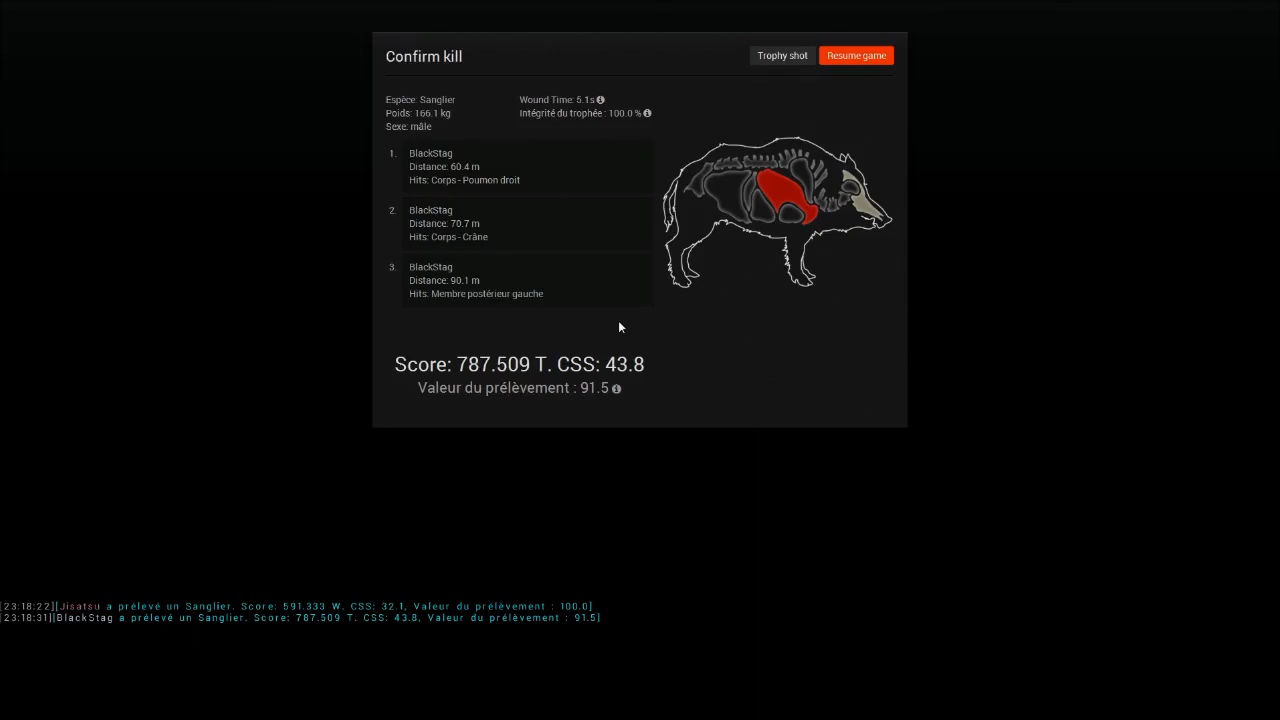 Confirm kill
Trophy shot
Resume game
Espèce: Sanglier
Poids: 166.1 kg
Sexe: mâle
Wound Time: 5.1s
Intégrité du trophée : 100.0 %
1.
BlackStag
Distance: 60.4 m
Hits: Corps - Poumon droit
2.
BlackStag
Distance: 70.7 m
Hits: Corps - Crâne
3.
BlackStag
Distance: 90.1 m
Hits: Membre postérieur gauche
Score: 787.509 T. CSS: 43.8
Valeur du prélèvement : 91.5
[23:18:22][Jisatsu a prélevé un Sanglier. Score: 591.333 W. CSS: 32.1, Valeur du prélèvement : 100.0]
[23:18:31][BlackStag a prélevé un Sanglier. Score: 787.509 T. CSS: 43.8, Valeur du prélèvement : 91.5]